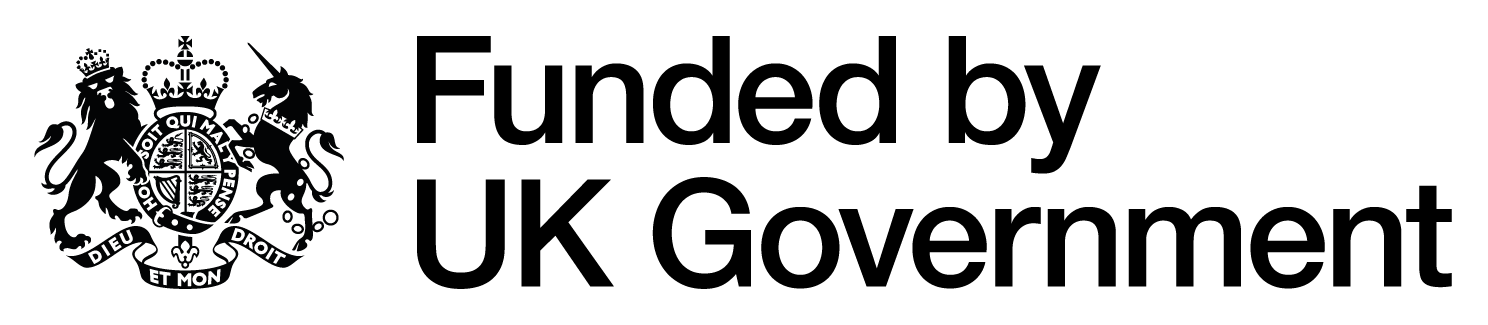 Funded by
UK Government
HONI SOIT QUI MAL Y PENSE
DIEU ET MON DROIT